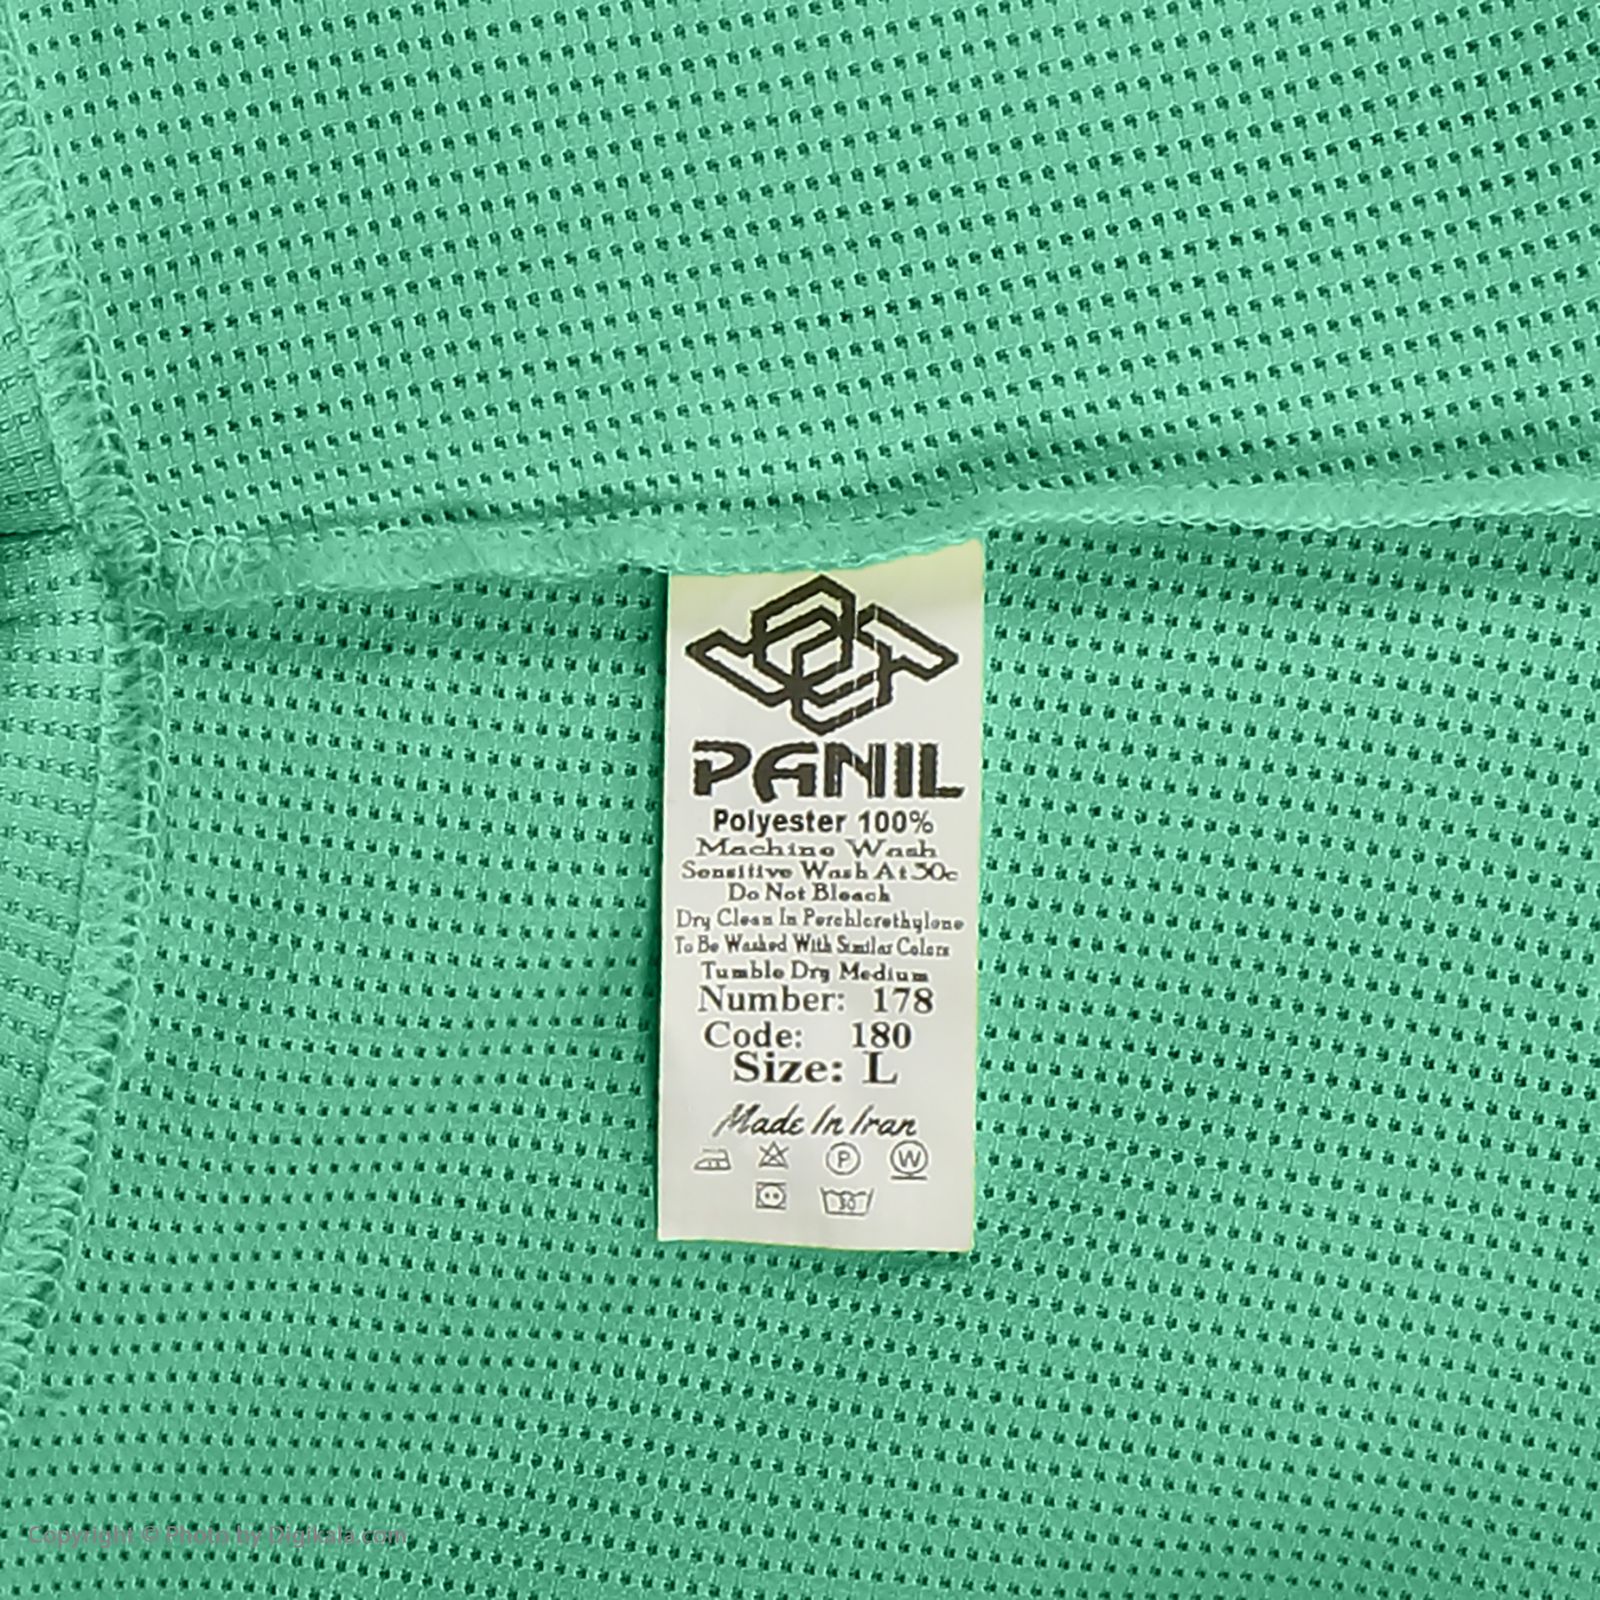 PANIL
Polyester 100%
Machine Wash
Sensitive Wash At 30c
Do Not Bleach
Dry Clean In Perchlorethylone
To Be Washed With Similar Colors
Tumble Dry Medium
Number: 178
Code: 180
Size: L
Made In Iran
P W
30
Copyright © Photo by Digikala.com